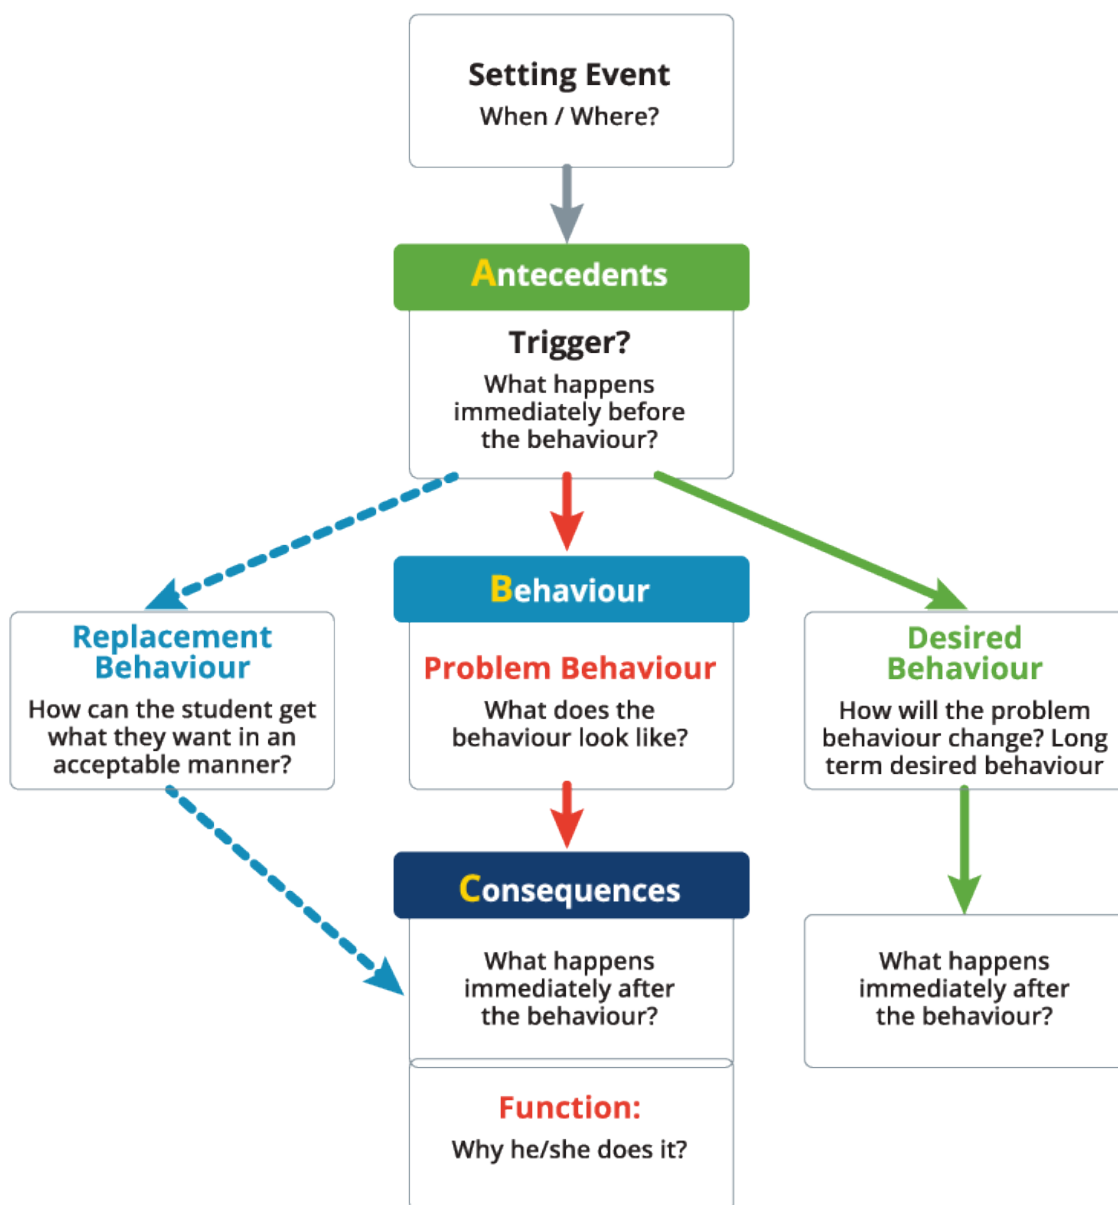 Setting Event
When / Where?
Antecedents
Trigger?
What happens
immediately before
the behaviour?
Replacement
Behaviour
How can the student get
what they want in an
acceptable manner?
Behaviour
Problem Behaviour
What does the
behaviour look like?
Desired
Behaviour
How will the problem
behaviour change? Long
term desired behaviour
Consequences
What happens
immediately after
the behaviour?
Function:
Why he/she does it?
What happens
immediately after
the behaviour?